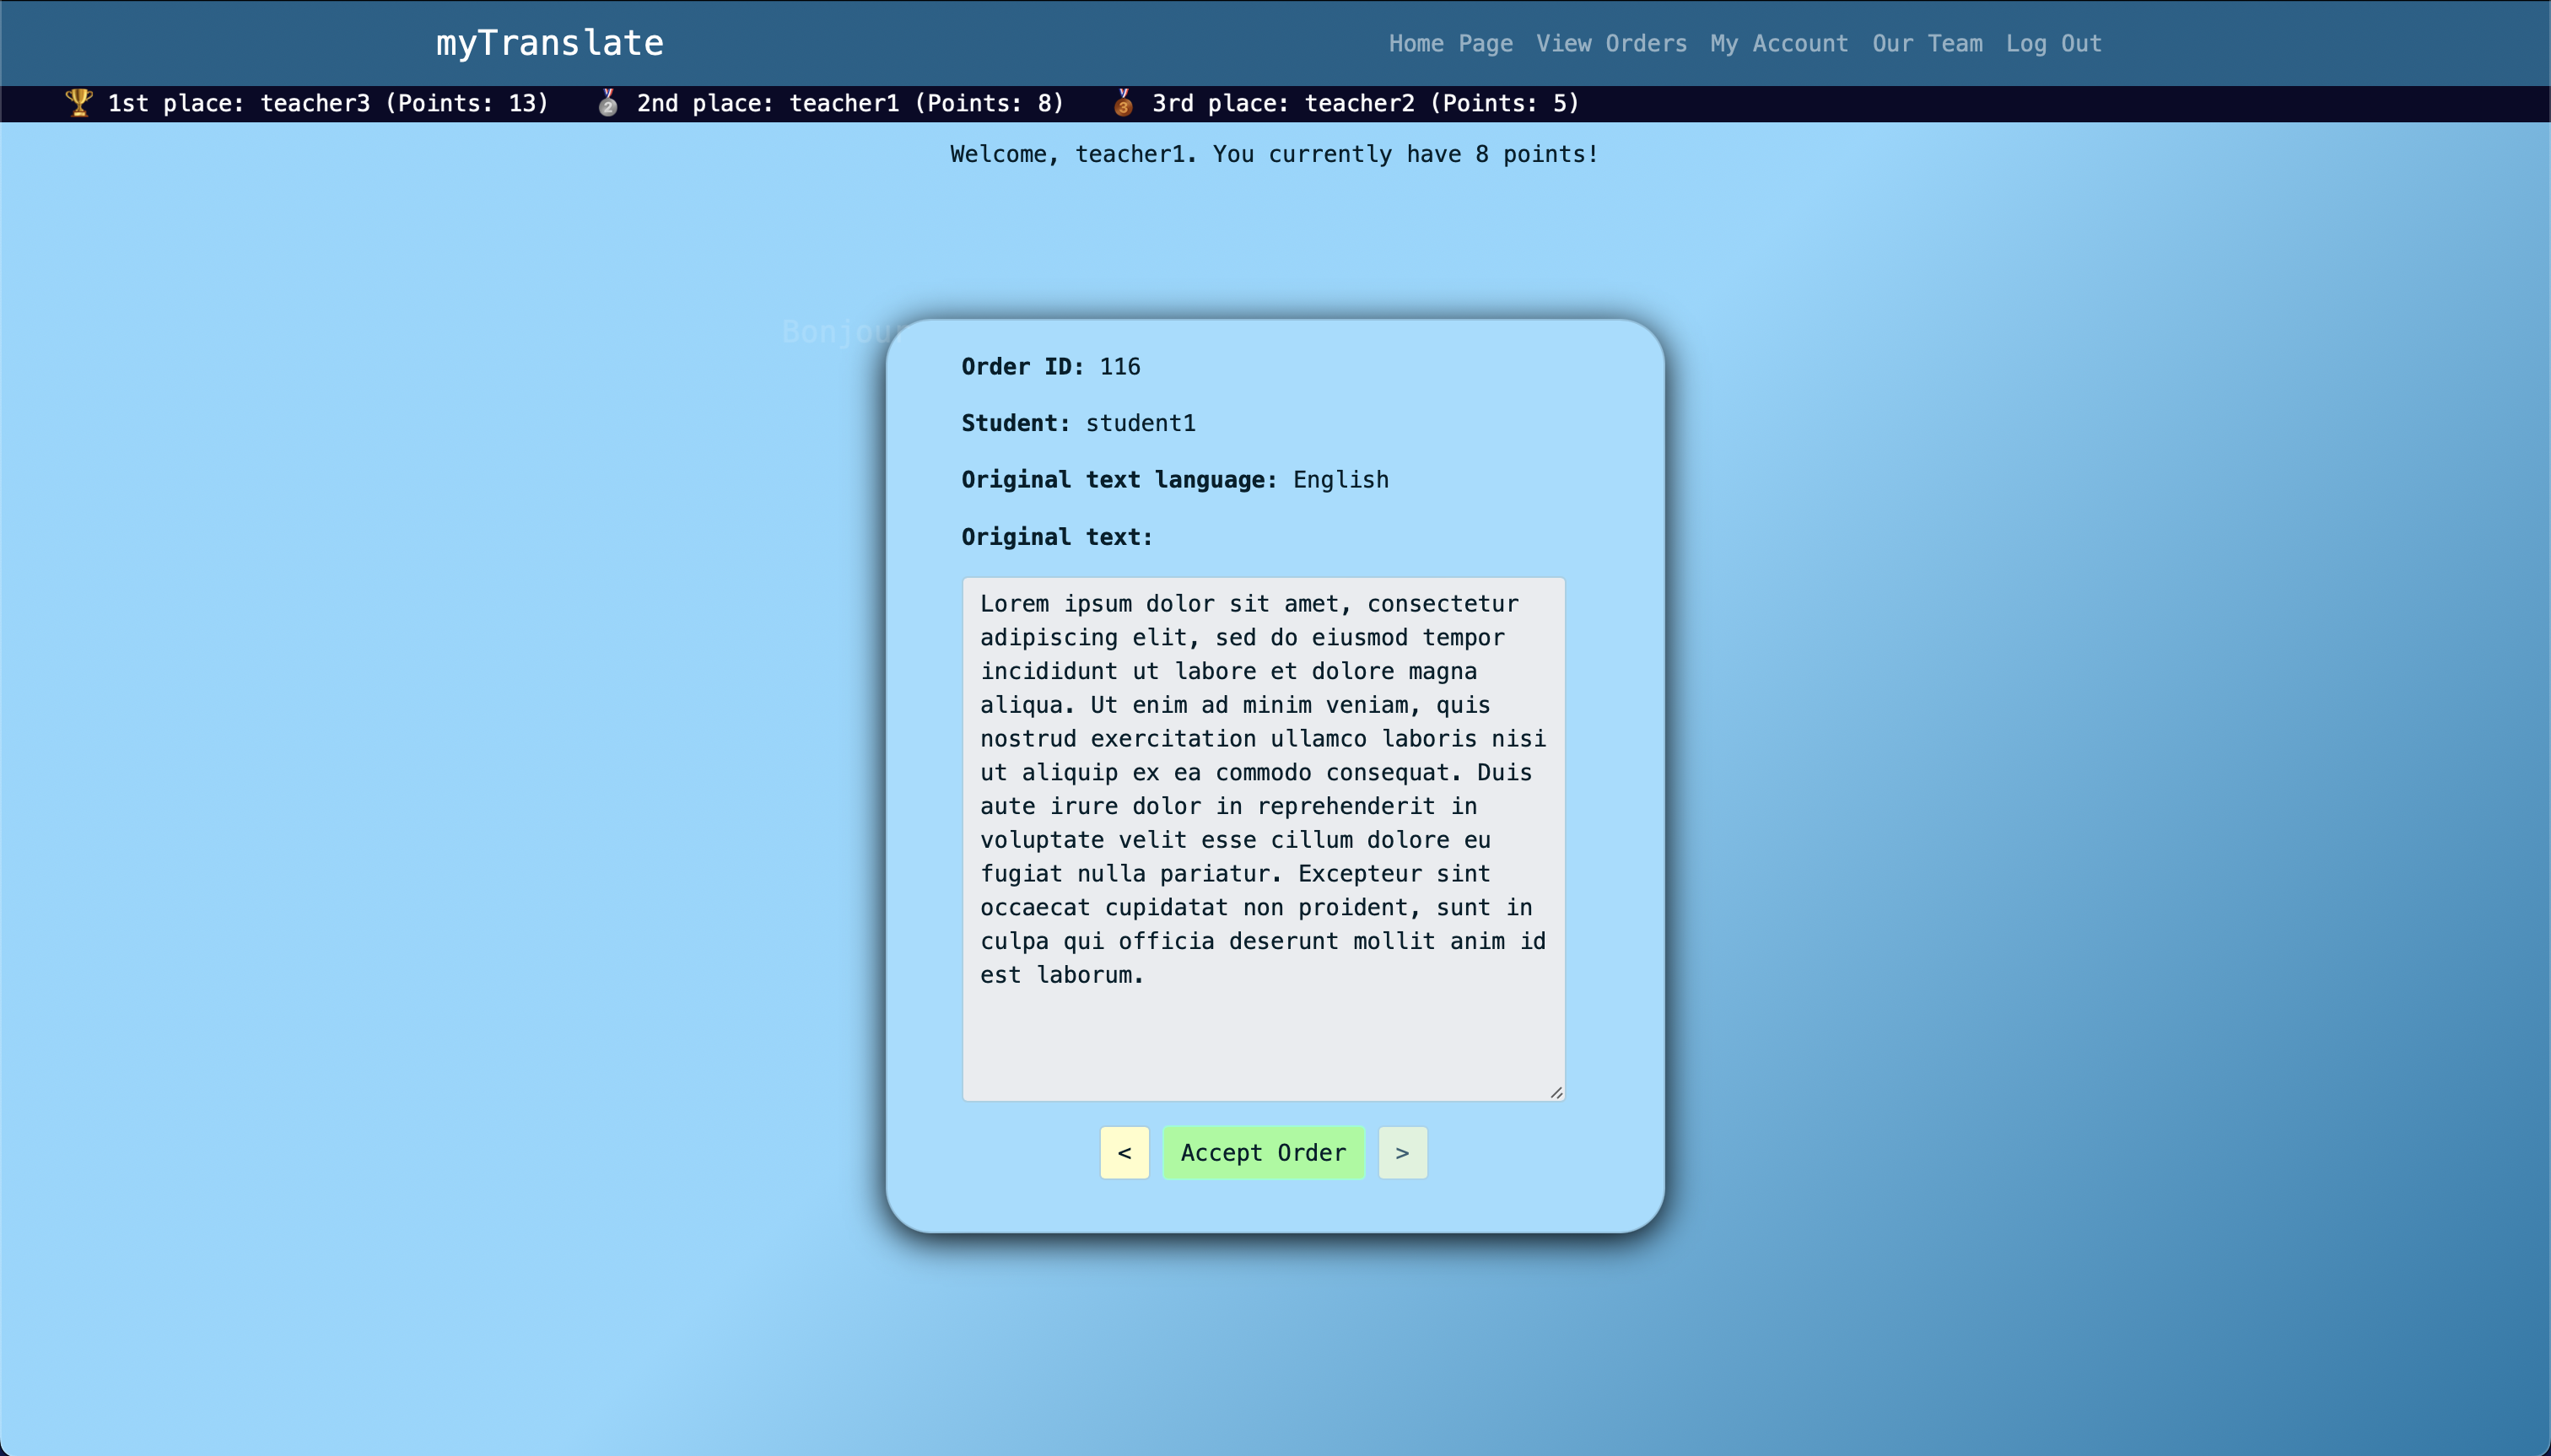 myTranslate
Home Page View Orders My Account Our Team Log Out
🏆 1st place: teacher3 (Points: 13) 🥈 2nd place: teacher1 (Points: 8) 🥉 3rd place: teacher2 (Points: 5)
Welcome, teacher1. You currently have 8 points!
Bonjour
Order ID: 116
Student: student1
Original text language: English
Original text:
Lorem ipsum dolor sit amet, consectetur
adipiscing elit, sed do eiusmod tempor
incididunt ut labore et dolore magna
aliqua. Ut enim ad minim veniam, quis
nostrud exercitation ullamco laboris nisi
ut aliquip ex ea commodo consequat. Duis
aute irure dolor in reprehenderit in
voluptate velit esse cillum dolore eu
fugiat nulla pariatur. Excepteur sint
occaecat cupidatat non proident, sunt in
culpa qui officia deserunt mollit anim id
est laborum.
< Accept Order >